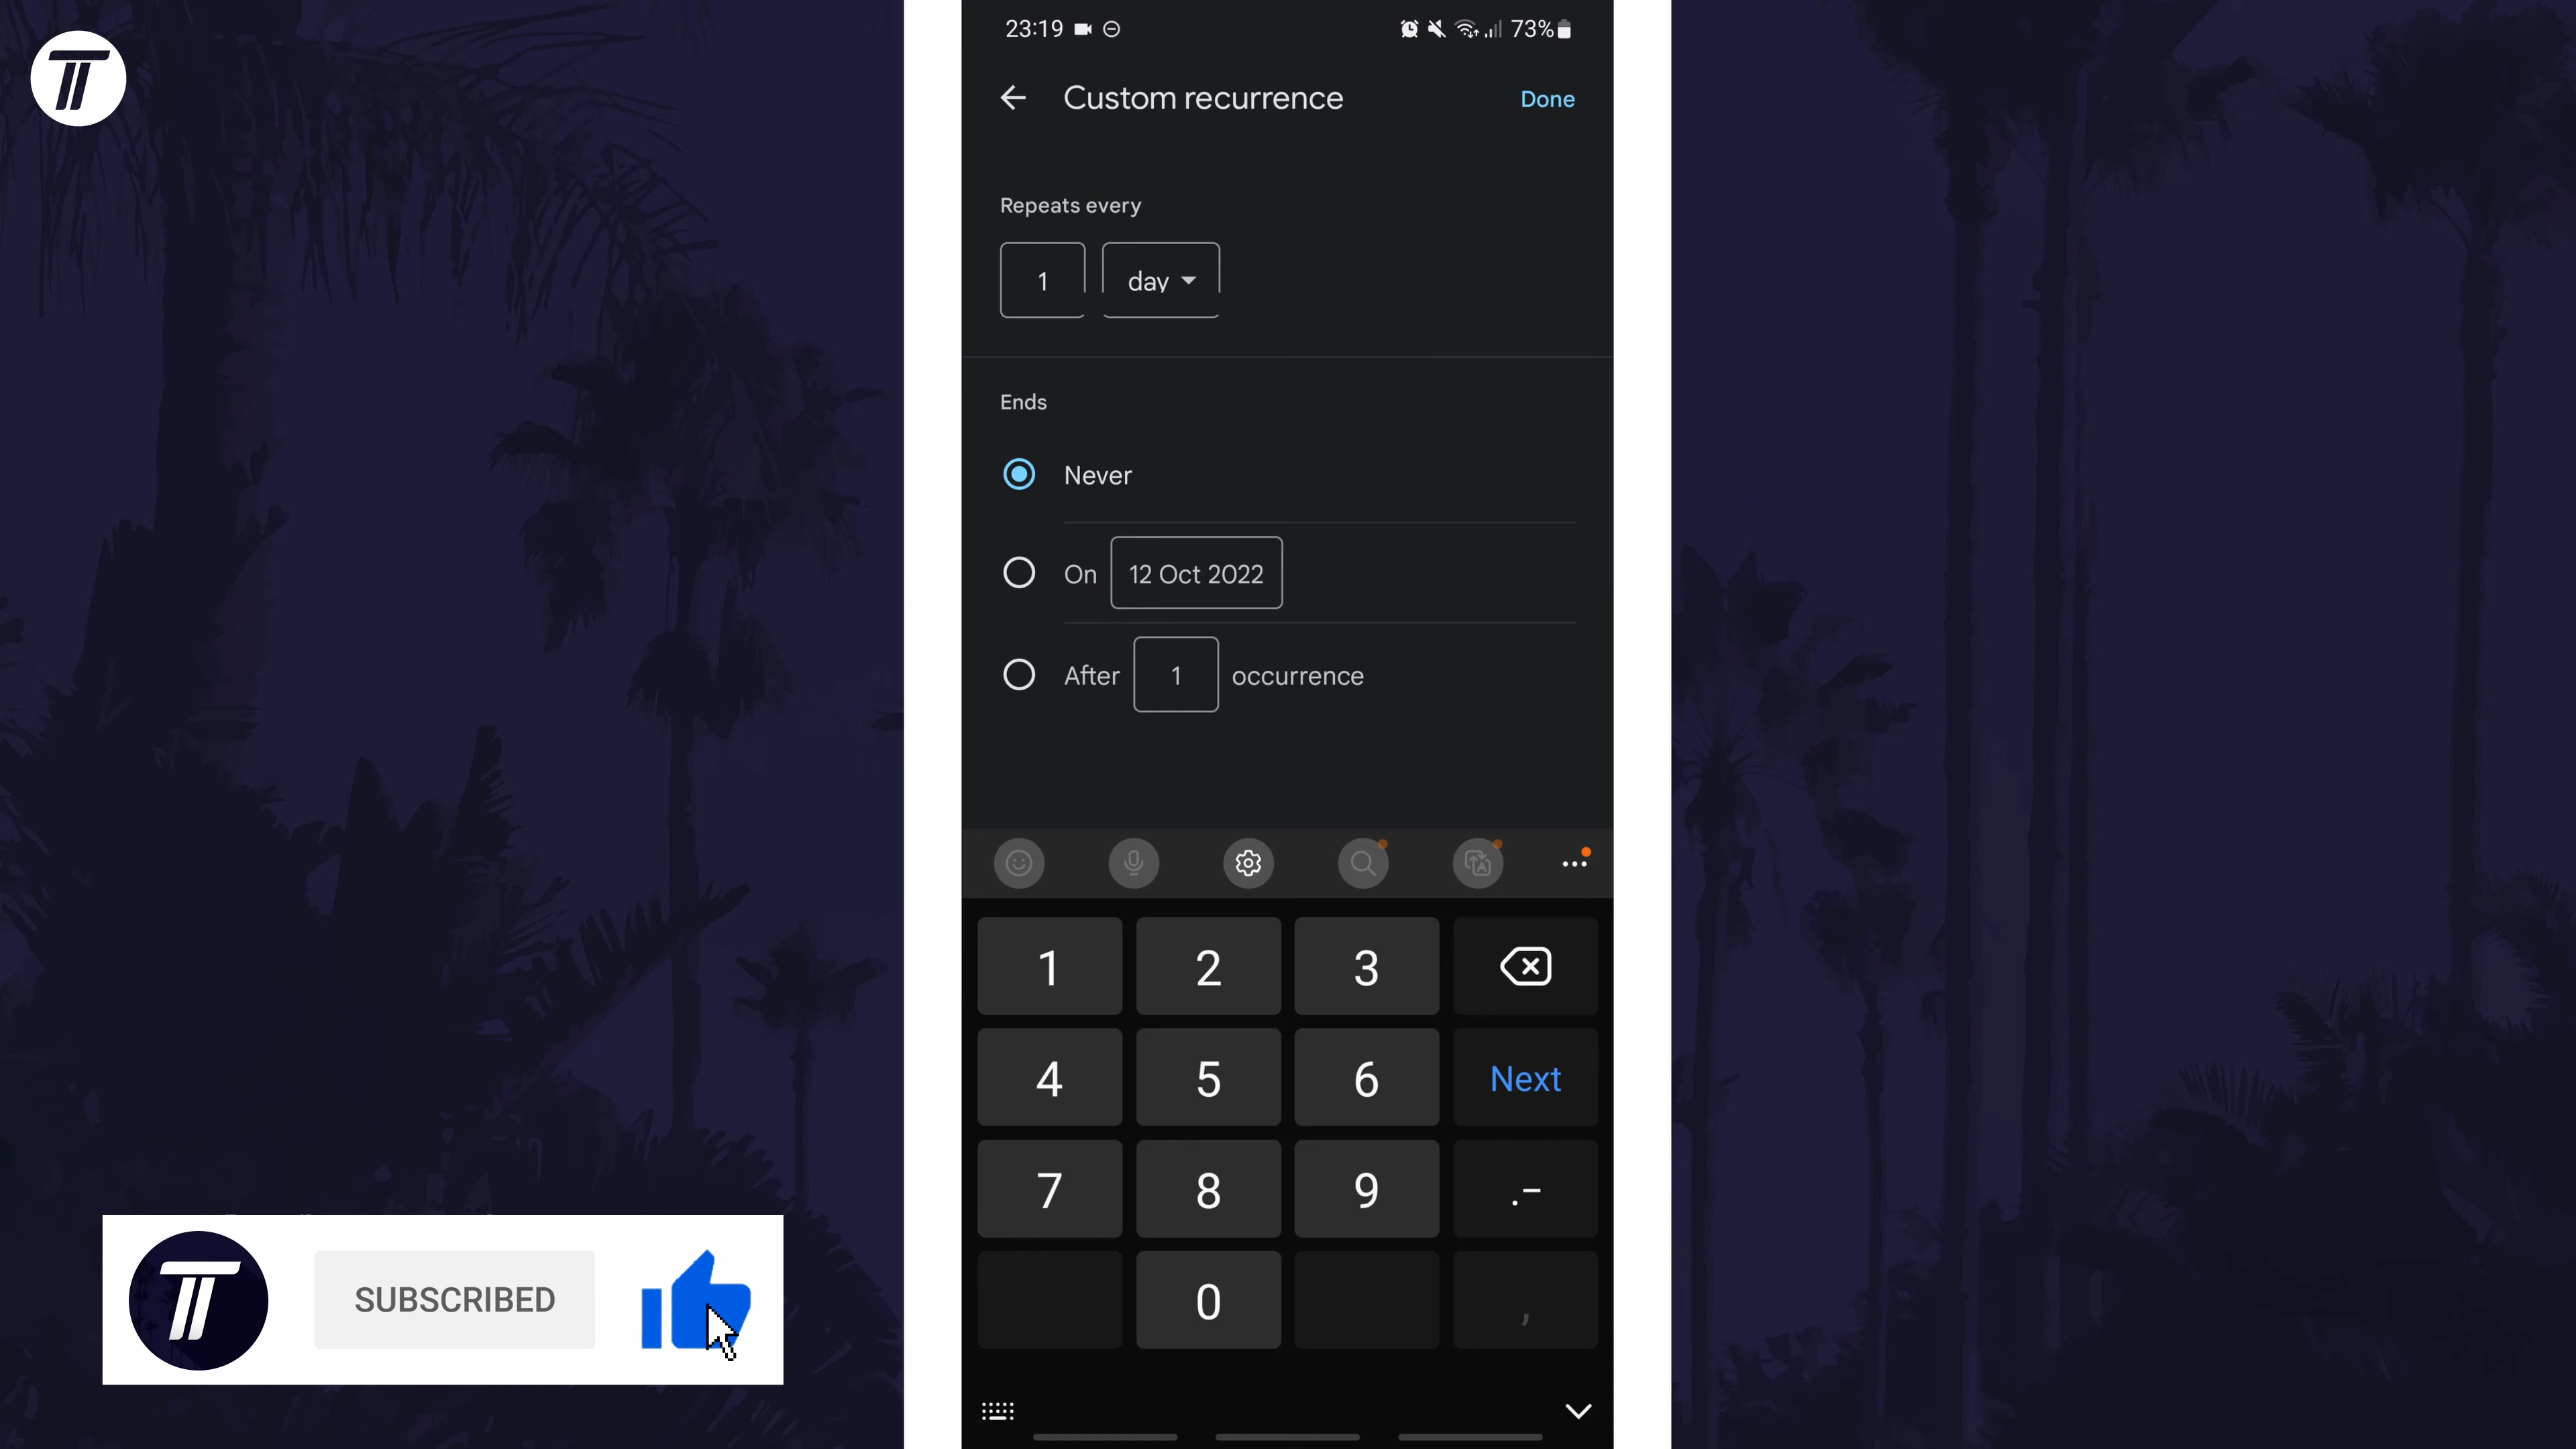 23:19
73%
Custom recurrence
Done
Repeats every
1
day
Ends
Never
On
12 Oct 2022
After
1
occurrence
1
2
3
4
5
6
Next
7
8
9
.-
0
,
SUBSCRIBED